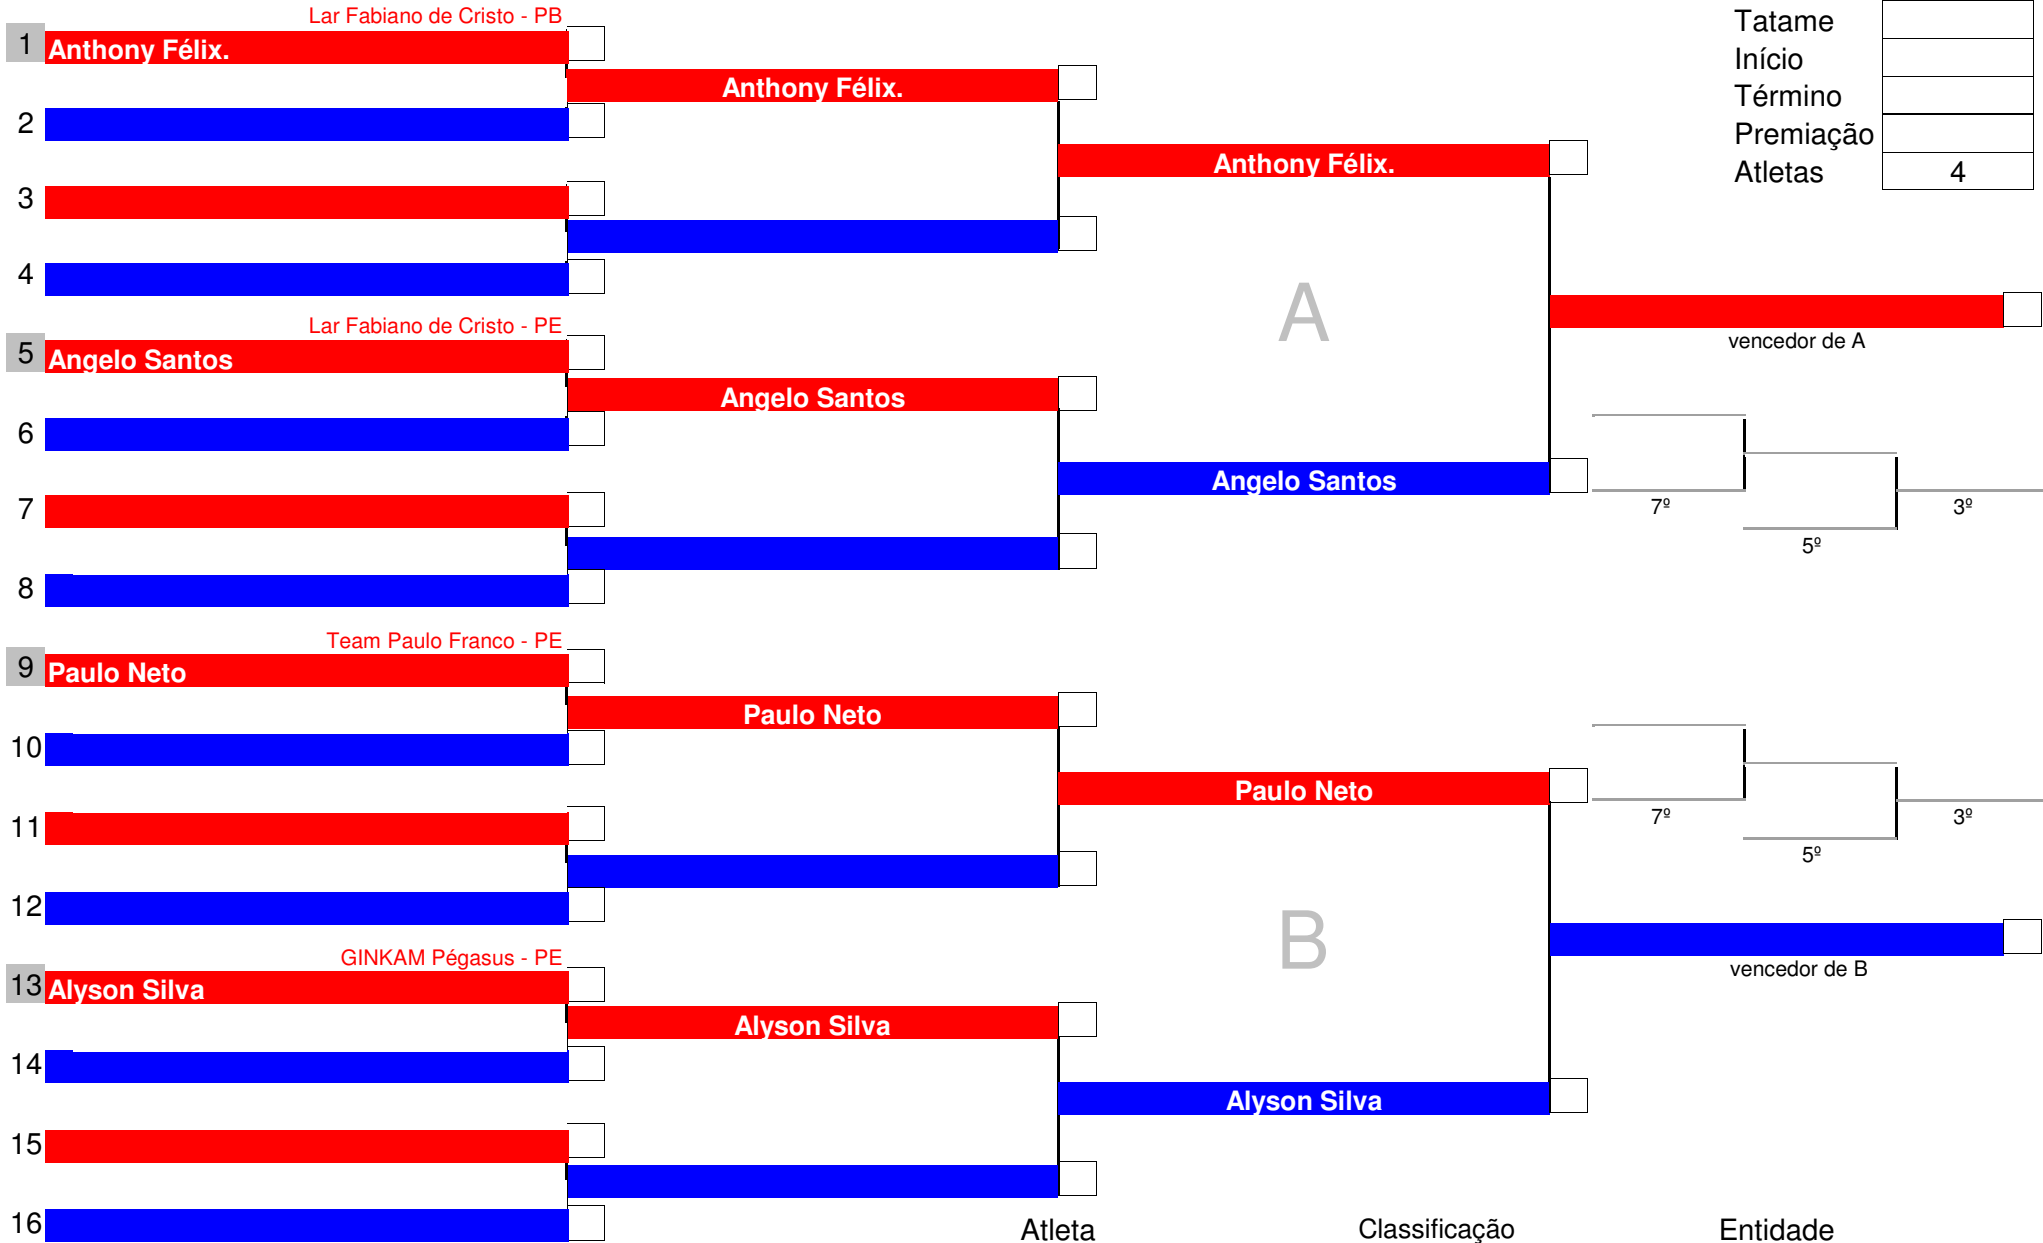 Lar Fabiano de Cristo - PB
1 Anthony Félix.
Anthony Félix.
2
Anthony Félix.
3
4
Lar Fabiano de Cristo - PE
5 Angelo Santos
Angelo Santos
6
Angelo Santos
7
8
A
Team Paulo Franco - PE
9 Paulo Neto
Paulo Neto
10
Paulo Neto
11
12
B
GINKAM Pégasus - PE
13 Alyson Silva
Alyson Silva
14
Alyson Silva
15
16
Tatame
Início
Término
Premiação
Atletas 4
vencedor de A
7º
3º
5º
7º
3º
5º
vencedor de B
Atleta Classificação Entidade